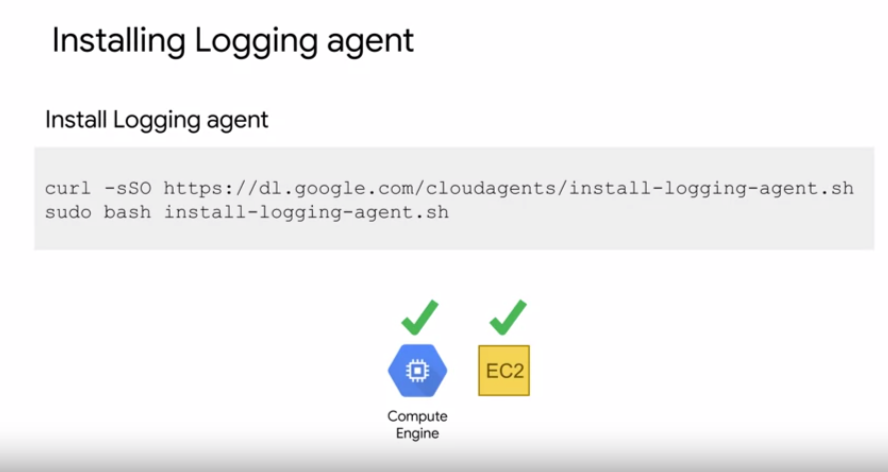 Installing Logging agent
Install Logging agent
curl -sSO https://dl.google.com/cloudagents/install-logging-agent.sh
sudo bash install-logging-agent.sh
EC2
Compute
Engine